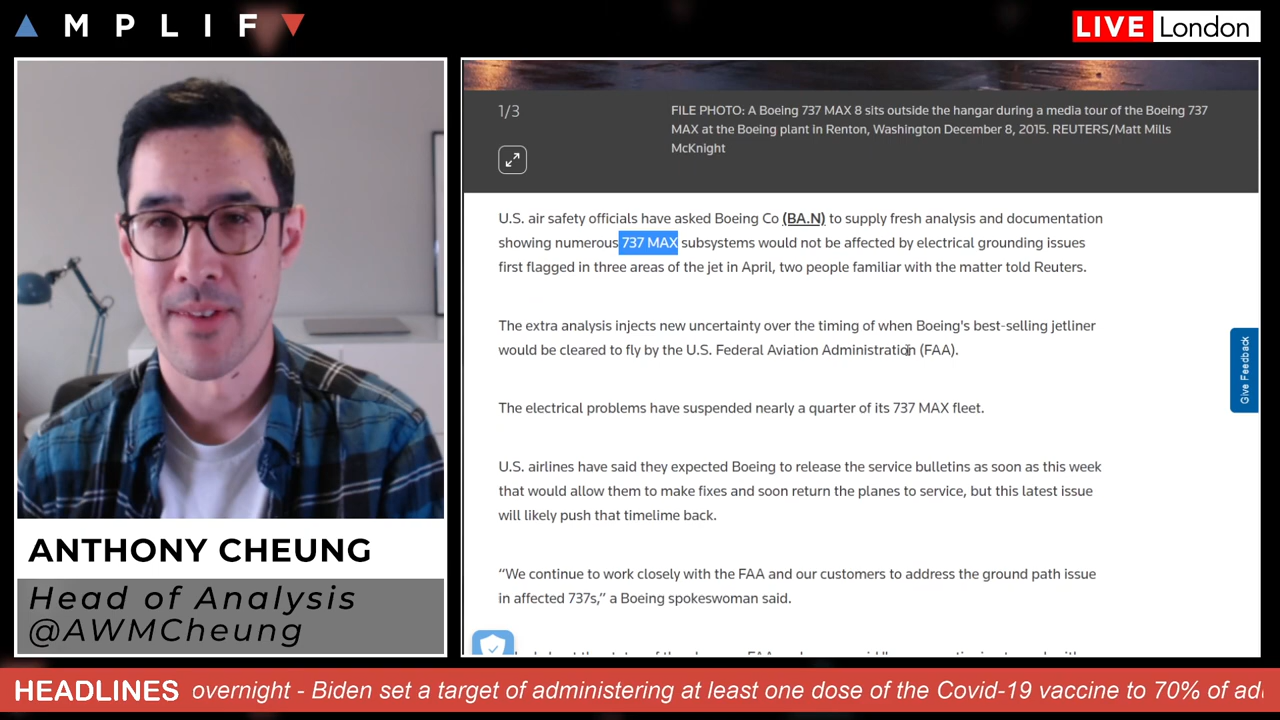 MPLIF
LIVE London
1/3
FILE PHOTO: A Boeing 737 MAX 8 sits outside the hangar during a media tour of the Boeing 737
MAX at the Boeing plant in Renton, Washington December 8, 2015. REUTERS/Matt Mills
McKnight
U.S. air safety officials have asked Boeing Co (BA.N) to supply fresh analysis and documentation
showing numerous 737 MAX subsystems would not be affected by electrical grounding issues
first flagged in three areas of the jet in April, two people familiar with the matter told Reuters.
The extra analysis injects new uncertainty over the timing of when Boeing's best-selling jetliner
would be cleared to fly by the U.S. Federal Aviation Administration (FAA).
The electrical problems have suspended nearly a quarter of its 737 MAX fleet.
U.S. airlines have said they expected Boeing to release the service bulletins as soon as this week
that would allow them to make fixes and soon return the planes to service, but this latest issue
will likely push that timelime back.
“We continue to work closely with the FAA and our customers to address the ground path issue
in affected 737s,” a Boeing spokeswoman said.
Give Feedback
ANTHONY CHEUNG
Head of Analysis
@AWMCheung
HEADLINES overnight - Biden set a target of administering at least one dose of the Covid-19 vaccine to 70% of